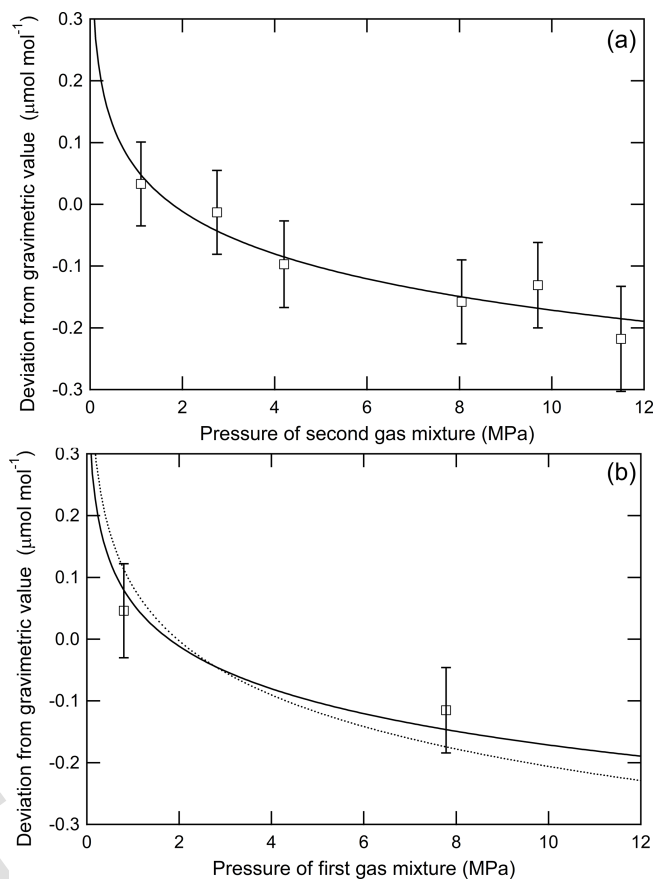 0.3
(a)
0.2
0.1
0.0
-0.1
-0.2
-0.3
Deviation from gravimetric value (μmol mol⁻¹)
0 2 4 6 8 10 12
Pressure of second gas mixture (MPa)
0.3
(b)
0.2
0.1
0.0
-0.1
-0.2
-0.3
Deviation from gravimetric value (μmol mol⁻¹)
0 2 4 6 8 10 12
Pressure of first gas mixture (MPa)